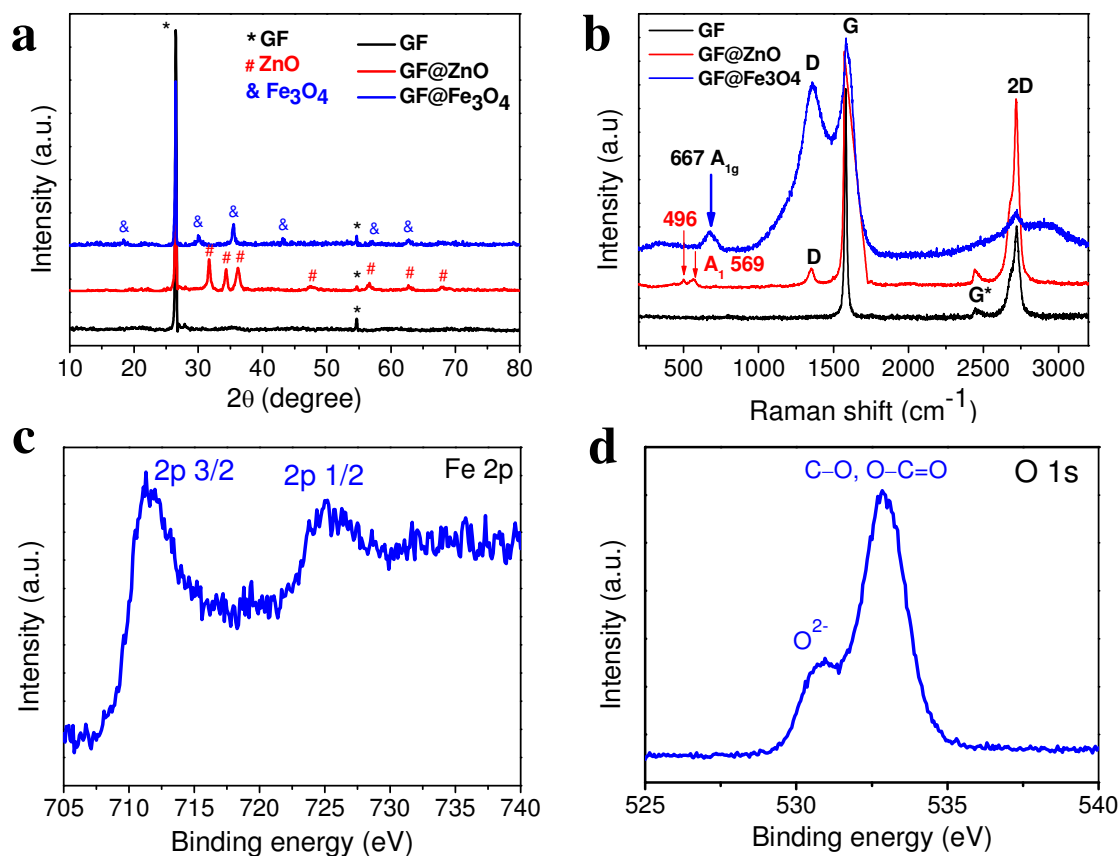 a
* GF
# ZnO
& Fe₃O₄
GF
GF@ZnO
GF@Fe₃O₄
*
& & & & & &
*
# # # # # # #
*
*
Intensity (a.u.)
10 20 30 40 50 60 70 80
2θ (degree)
b
GF
GF@ZnO
GF@Fe3O4
G
D
2D
667 A₁g
496
A₁ 569
D
G*
Intensity (a.u)
500 1000 1500 2000 2500 3000
Raman shift (cm⁻¹)
c
2p 3/2
2p 1/2
Fe 2p
Intensity (a.u.)
705 710 715 720 725 730 735 740
Binding energy (eV)
d
C–O, O–C=O
O 1s
O²⁻
Intensity (a.u.)
525 530 535 540
Binding energy (eV)